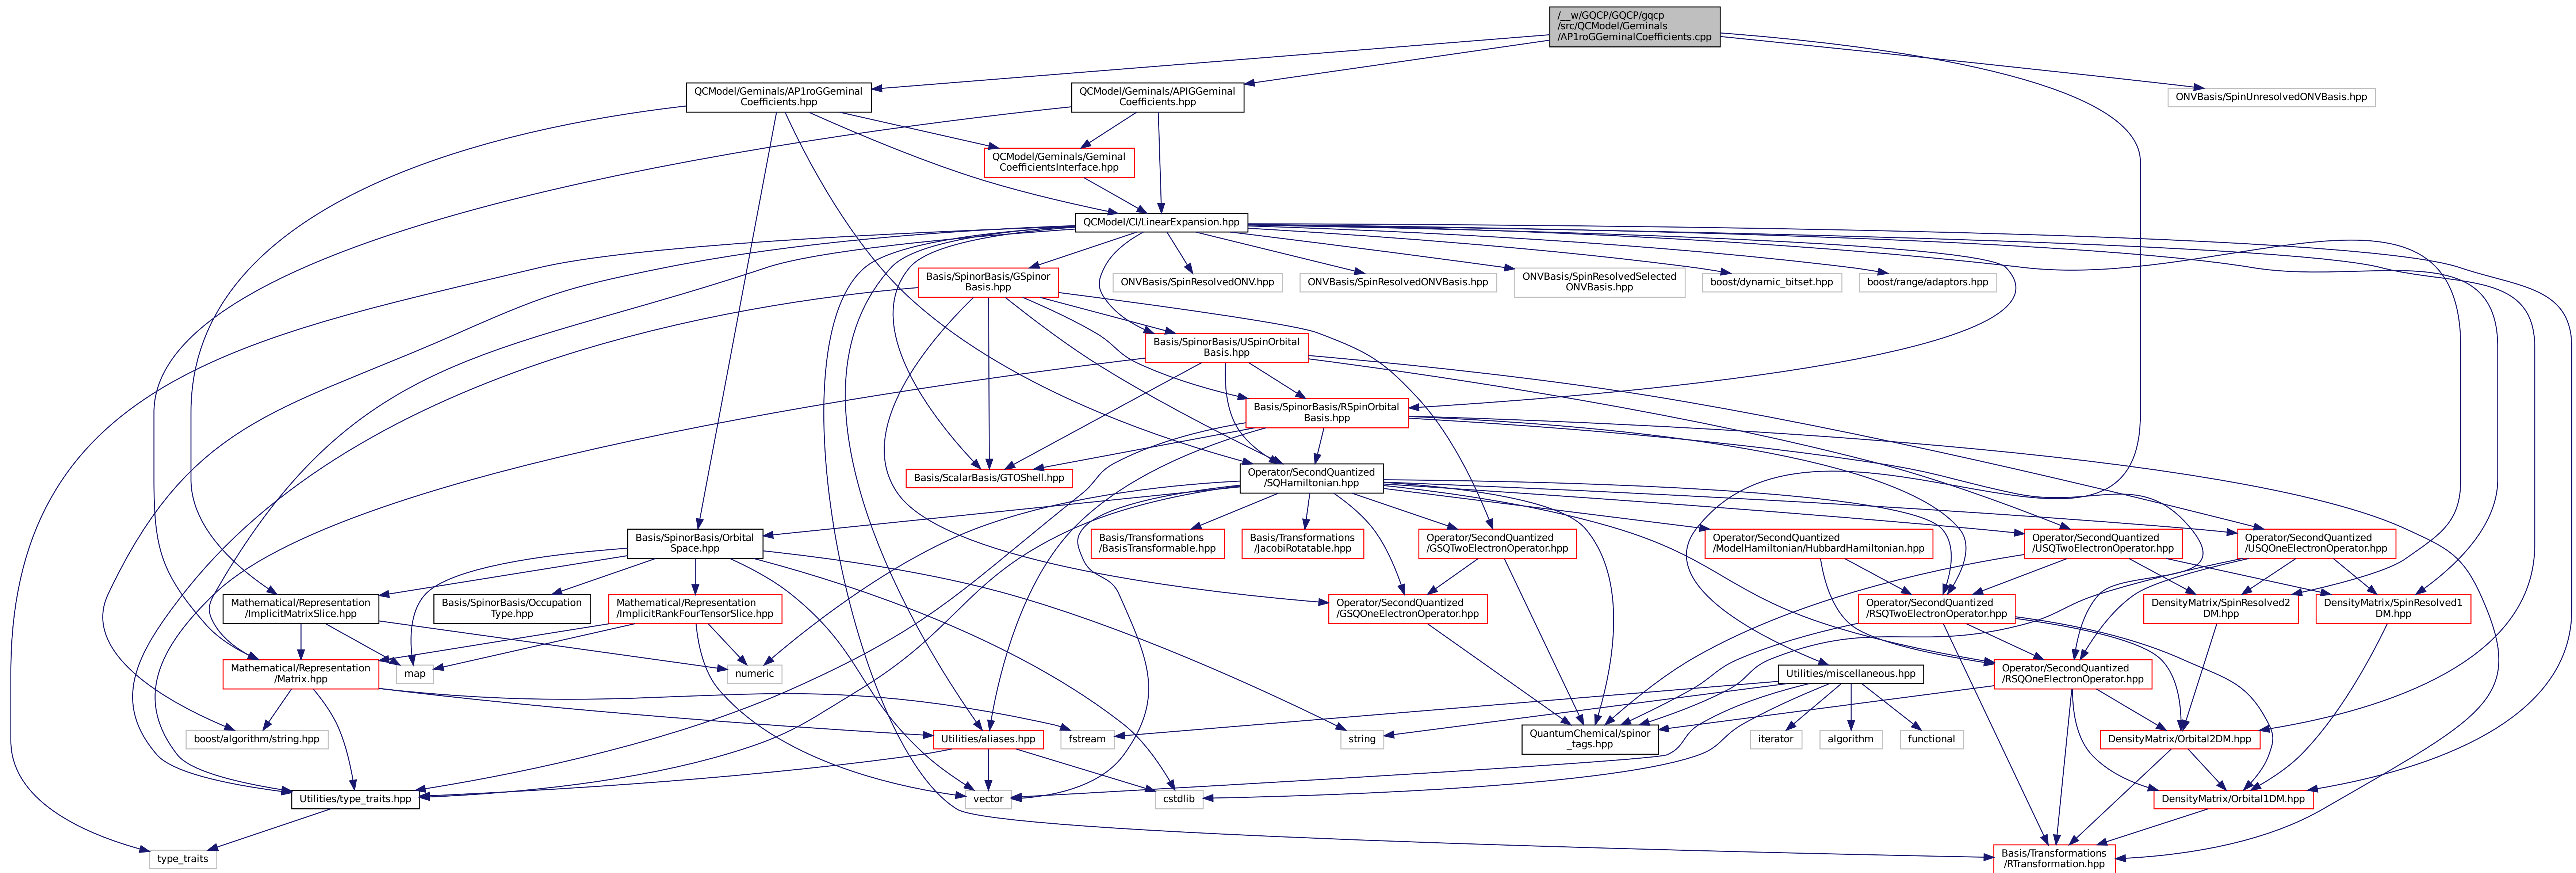 /__w/GQCP/GQCP/gqcp
/src/QCModel/Geminals
/AP1roGGeminalCoefficients.cpp
QCModel/Geminals/AP1roGGeminal
Coefficients.hpp
QCModel/Geminals/APIGGeminal
Coefficients.hpp
ONVBasis/SpinUnresolvedONVBasis.hpp
QCModel/Geminals/Geminal
CoefficientsInterface.hpp
QCModel/CI/LinearExpansion.hpp
Basis/SpinorBasis/GSpinor
Basis.hpp
ONVBasis/SpinResolvedONV.hpp
ONVBasis/SpinResolvedONVBasis.hpp
ONVBasis/SpinResolvedSelected
ONVBasis.hpp
boost/dynamic_bitset.hpp
boost/range/adaptors.hpp
Basis/SpinorBasis/USpinOrbital
Basis.hpp
Basis/SpinorBasis/RSpinOrbital
Basis.hpp
Basis/ScalarBasis/GTOShell.hpp
Operator/SecondQuantized
/SQHamiltonian.hpp
Basis/SpinorBasis/Orbital
Space.hpp
Basis/Transformations
/BasisTransformable.hpp
Basis/Transformations
/JacobiRotatable.hpp
Operator/SecondQuantized
/GSQTwoElectronOperator.hpp
Operator/SecondQuantized
/ModelHamiltonian/HubbardHamiltonian.hpp
Operator/SecondQuantized
/USQTwoElectronOperator.hpp
Operator/SecondQuantized
/USQOneElectronOperator.hpp
Mathematical/Representation
/ImplicitMatrixSlice.hpp
Basis/SpinorBasis/Occupation
Type.hpp
Mathematical/Representation
/ImplicitRankFourTensorSlice.hpp
Operator/SecondQuantized
/GSQOneElectronOperator.hpp
Operator/SecondQuantized
/RSQTwoElectronOperator.hpp
DensityMatrix/SpinResolved2
DM.hpp
DensityMatrix/SpinResolved1
DM.hpp
Mathematical/Representation
/Matrix.hpp
map
numeric
Utilities/miscellaneous.hpp
Operator/SecondQuantized
/RSQOneElectronOperator.hpp
boost/algorithm/string.hpp
Utilities/aliases.hpp
fstream
string
QuantumChemical/spinor
_tags.hpp
iterator
algorithm
functional
DensityMatrix/Orbital2DM.hpp
Utilities/type_traits.hpp
vector
cstdlib
DensityMatrix/Orbital1DM.hpp
type_traits
Basis/Transformations
/RTransformation.hpp